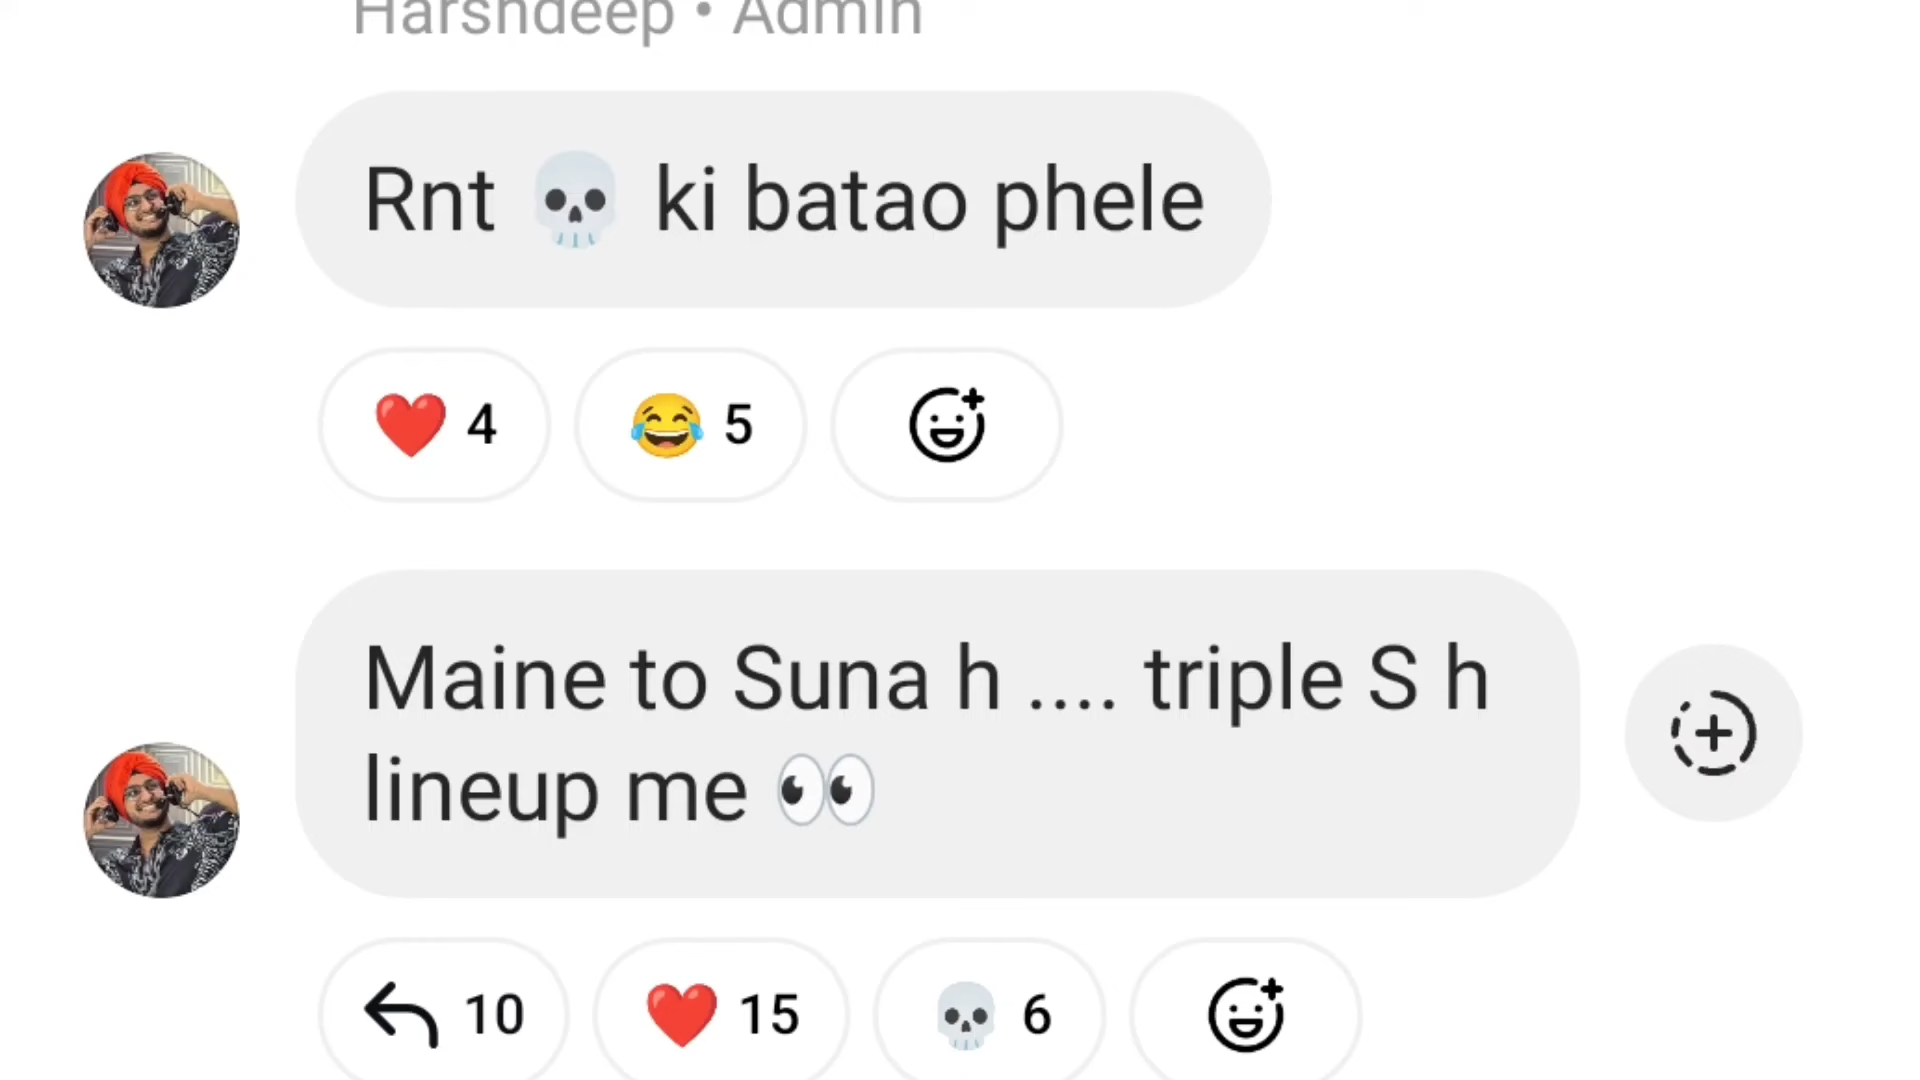 Harshdeep • Admin
Rnt 💀 ki batao phele
❤️ 4 😂 5
Maine to Suna h .... triple S h
lineup me 👀
10 ❤️ 15 💀 6